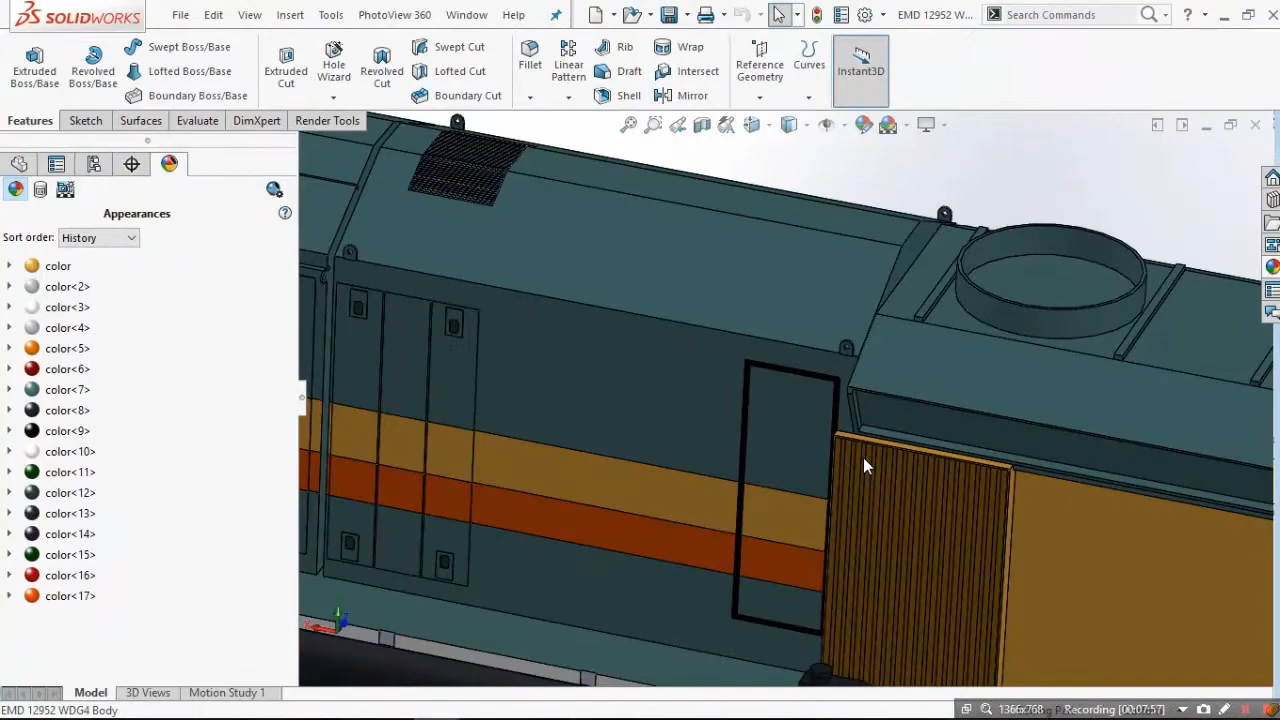 SOLIDWORKS File Edit View Insert Tools PhotoView 360 Window Help EMD 12952 W... Search Commands
Extruded Boss/Base Revolved Boss/Base Swept Boss/Base Lofted Boss/Base Boundary Boss/Base
Extruded Cut Hole Wizard Revolved Cut Swept Cut Lofted Cut Boundary Cut
Fillet Linear Pattern Rib Draft Shell Wrap Intersect Mirror
Reference Geometry Curves Instant3D
Features Sketch Surfaces Evaluate DimXpert Render Tools
Appearances
Sort order: History
color
color<2>
color<3>
color<4>
color<5>
color<6>
color<7>
color<8>
color<9>
color<10>
color<11>
color<12>
color<13>
color<14>
color<15>
color<16>
color<17>
Model 3D Views Motion Study 1
EMD 12952 WDG4 Body 1366x768 Recording [00:07:57]